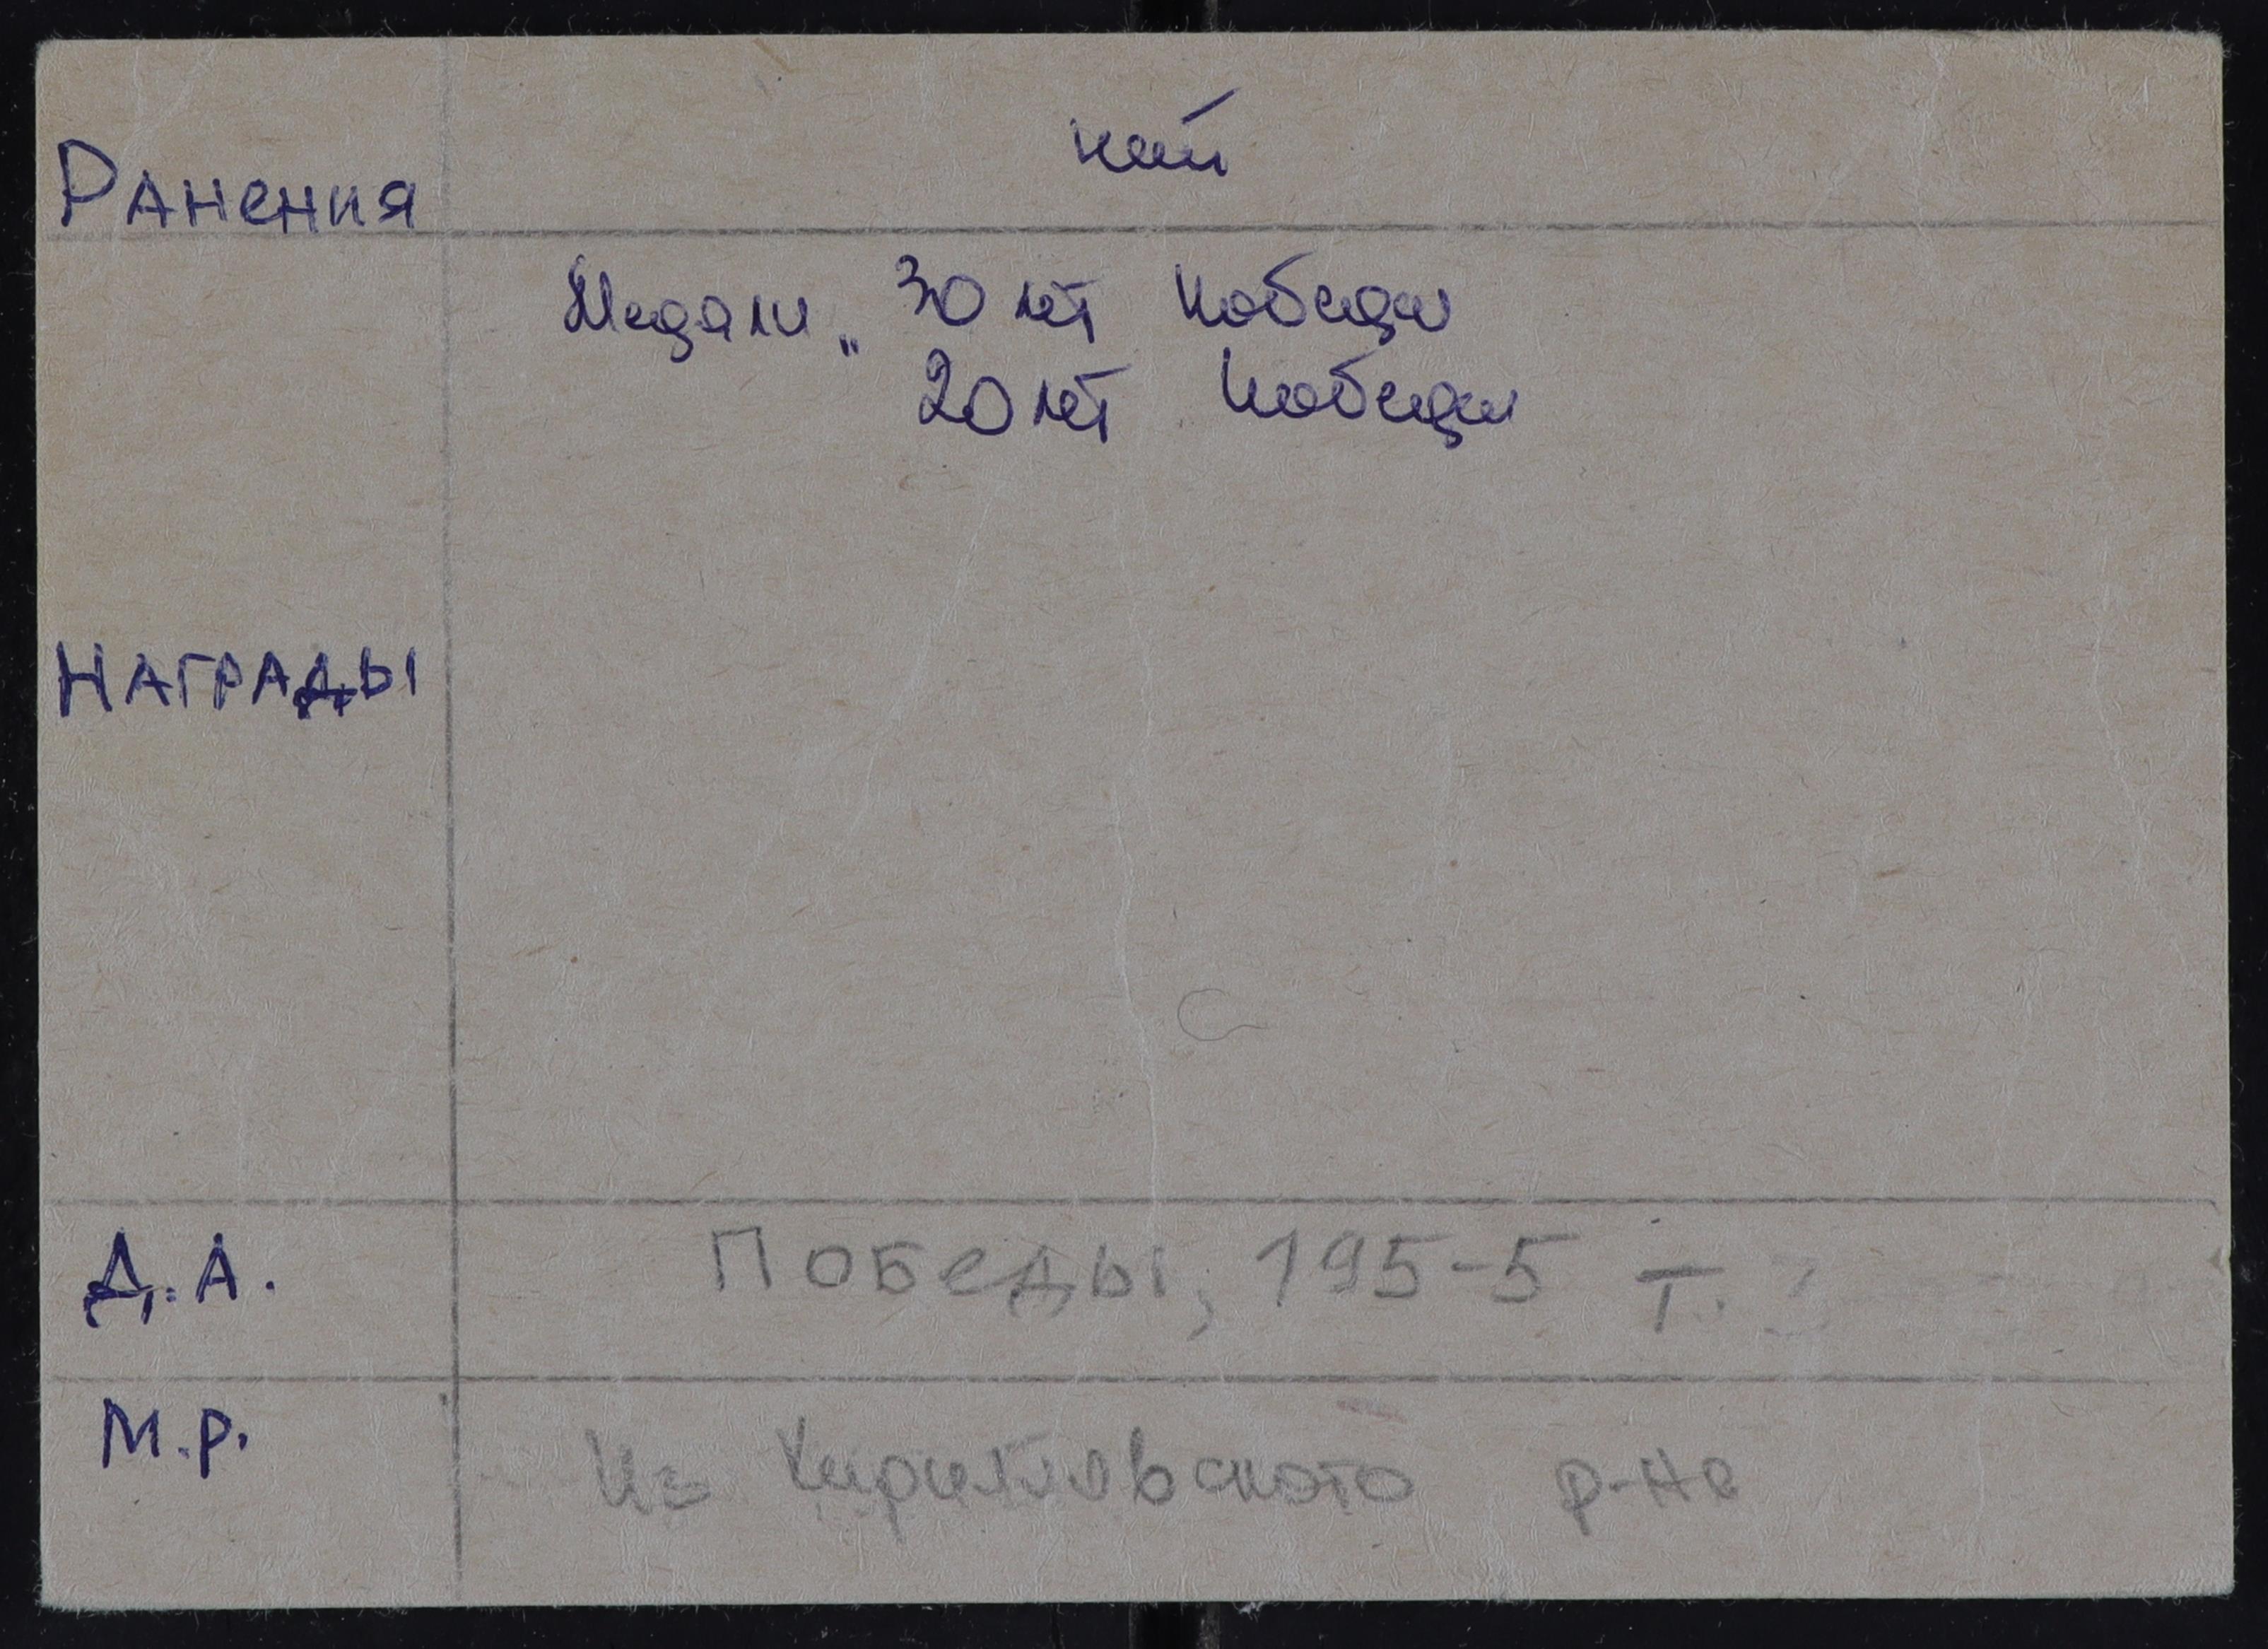 Ранения
нет
Медали „ 30 лет Победы
20 лет Победы
НАГРАДЫ
Д.А. Победы, 195-5 т.
М.р. Из Кирилловского р-на